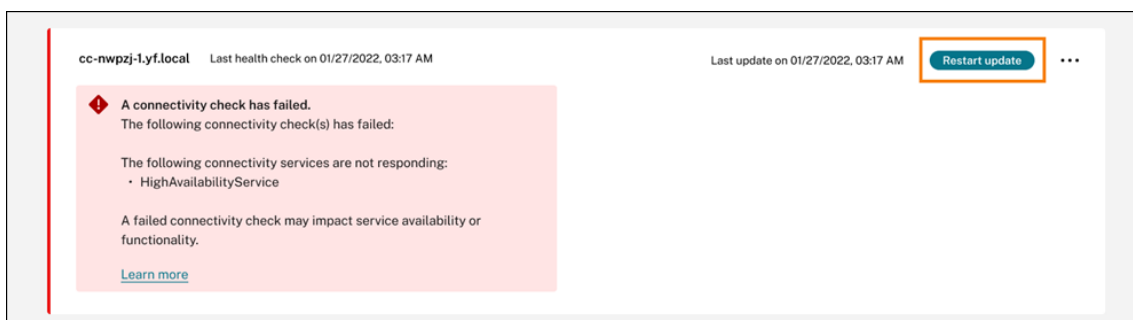 cc-nwpzj-1.yf.local Last health check on 01/27/2022, 03:17 AM Last update on 01/27/2022, 03:17 AM Restart update
A connectivity check has failed.
The following connectivity check(s) has failed:
The following connectivity services are not responding:
• HighAvailabilityService
A failed connectivity check may impact service availability or
functionality.
Learn more